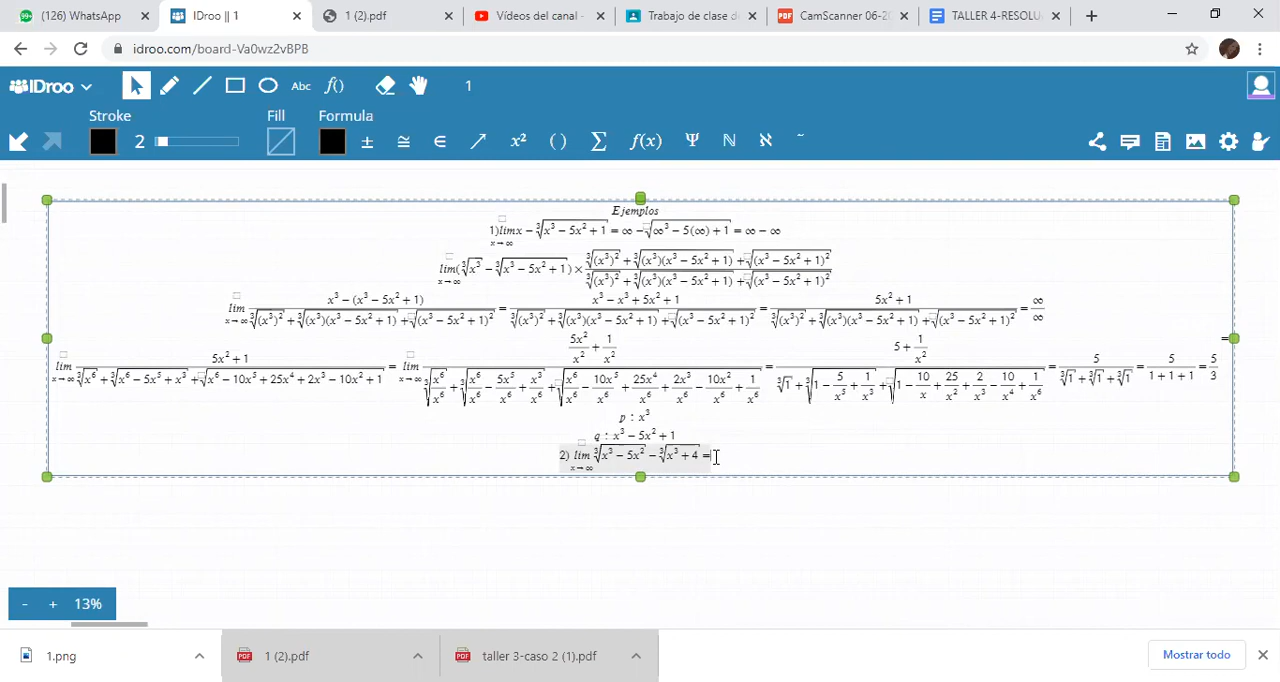 (126) WhatsApp
IDroo || 1
1 (2).pdf
Vídeos del canal -
Trabajo de clase de
CamScanner 06-20
TALLER 4-RESOLU
idroo.com/board-Va0wz2vBPB
IDroo
Abc
f()
1
Stroke
Fill
Formula
2
± ≅ ∈ x² ( ) ∑ f(x) Ψ ℕ ℵ ~
Ejemplos
1) lim x→∞ x − ∛(x³ − 5x² + 1) = ∞ − √(∞³ − 5(∞) + 1) = ∞ − ∞
lim x→∞ (∛x³ − ∛(x³ − 5x² + 1)) × (∛(x³)² + ∛((x³)(x³ − 5x² + 1)) + √(x³ − 5x² + 1)²) / (∛(x³)² + ∛((x³)(x³ − 5x² + 1)) + √(x³ − 5x² + 1)²)
lim x→∞ (x³ − (x³ − 5x² + 1)) / (∛(x³)² + ∛((x³)(x³ − 5x² + 1)) + √(x³ − 5x² + 1)²) = (x³ − x³ + 5x² + 1) / (∛(x³)² + ∛((x³)(x³ − 5x² + 1)) + √(x³ − 5x² + 1)²) = (5x² + 1) / (∛(x³)² + ∛((x³)(x³ − 5x² + 1)) + √(x³ − 5x² + 1)²) = ∞/∞
=
lim x→∞ (5x² + 1) / (∛x⁶ + ∛(x⁶ − 5x⁵ + x³) + √(x⁶ − 10x⁵ + 25x⁴ + 2x³ − 10x² + 1)) = lim x→∞ (5x²/x² + 1/x²) / (∛(x⁶/x⁶) + ∛(x⁶/x⁶ − 5x⁵/x⁶ + x³/x⁶) + √(x⁶/x⁶ − 10x⁵/x⁶ + 25x⁴/x⁶ + 2x³/x⁶ − 10x²/x⁶ + 1/x⁶)) = (5 + 1/x²) / (∛1 + ∛(1 − 5/x⁵ + 1/x³) + √(1 − 10/x + 25/x² + 2/x³ − 10/x⁴ + 1/x⁶)) = 5/(∛1 + ∛1 + ∛1) = 5/(1 + 1 + 1) = 5/3
p : x³
q : x³ − 5x² + 1
2) lim x→∞ ∛(x³ − 5x²) − ∛(x³ + 4) =
- + 13%
1.png
1 (2).pdf
taller 3-caso 2 (1).pdf
Mostrar todo